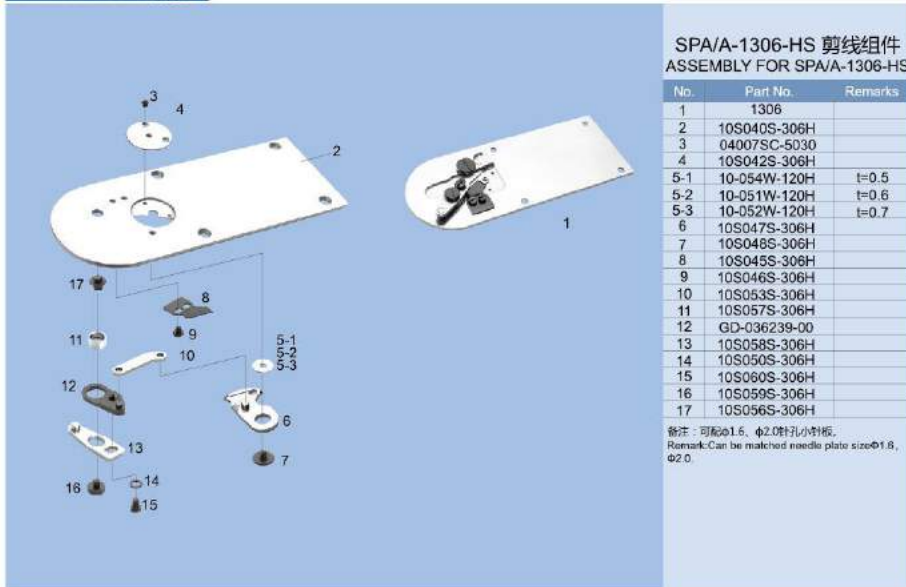 SPA/A-1306-HS 剪线组件
ASSEMBLY FOR SPA/A-1306-HS
No. Part No. Remarks
1 1306
2 10S040S-306H
3 04007SC-5030
4 10S042S-306H
5-1 10-054W-120H t=0.5
5-2 10-051W-120H t=0.6
5-3 10-052W-120H t=0.7
6 10S047S-306H
7 10S048S-306H
8 10S045S-306H
9 10S046S-306H
10 10S053S-306H
11 10S057S-306H
12 GD-036239-00
13 10S058S-306H
14 10S050S-306H
15 10S060S-306H
16 10S059S-306H
17 10S056S-306H
备注：可配Φ1.6、Φ2.0针孔小针板。
Remark:Can be matched needle plate sizeΦ1.6,
Φ2.0.
3
4
2
1
17
8
9
11
10
5-1
5-2
5-3
12
6
13
7
16
14
15